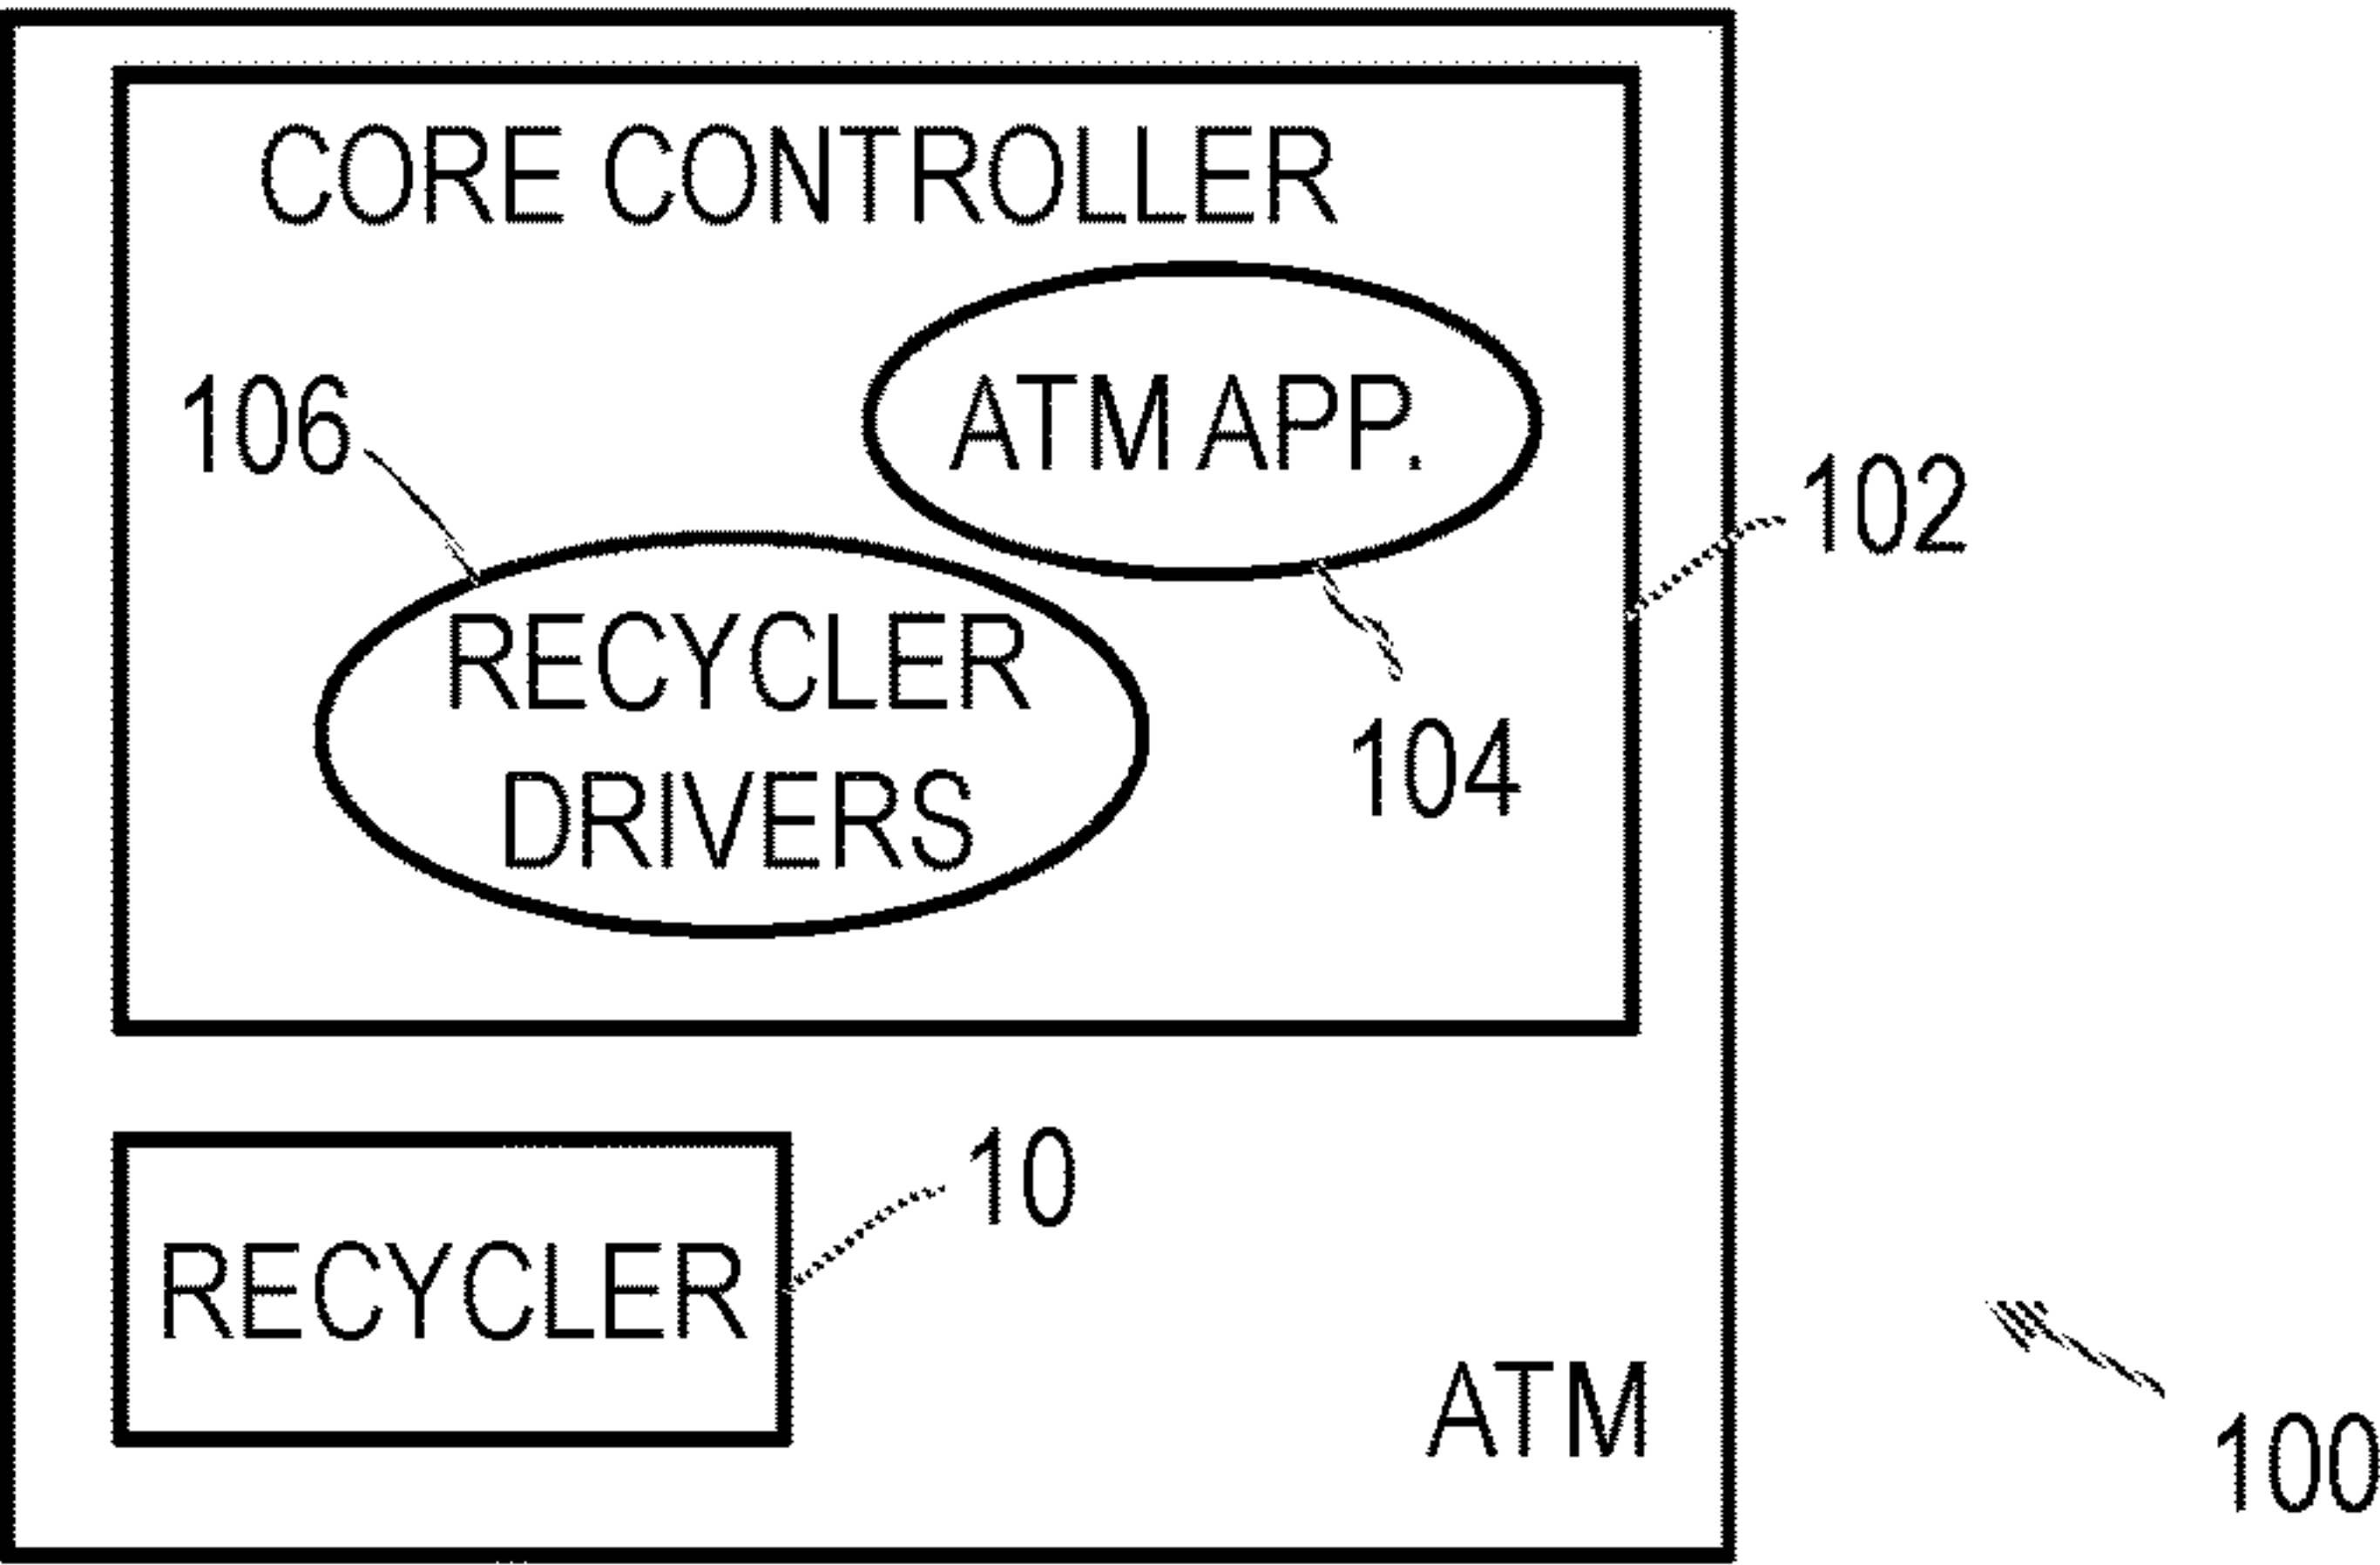 CORE CONTROLLER
106
ATM APP.
102
RECYCLER
DRIVERS
104
10
RECYCLER
ATM
100